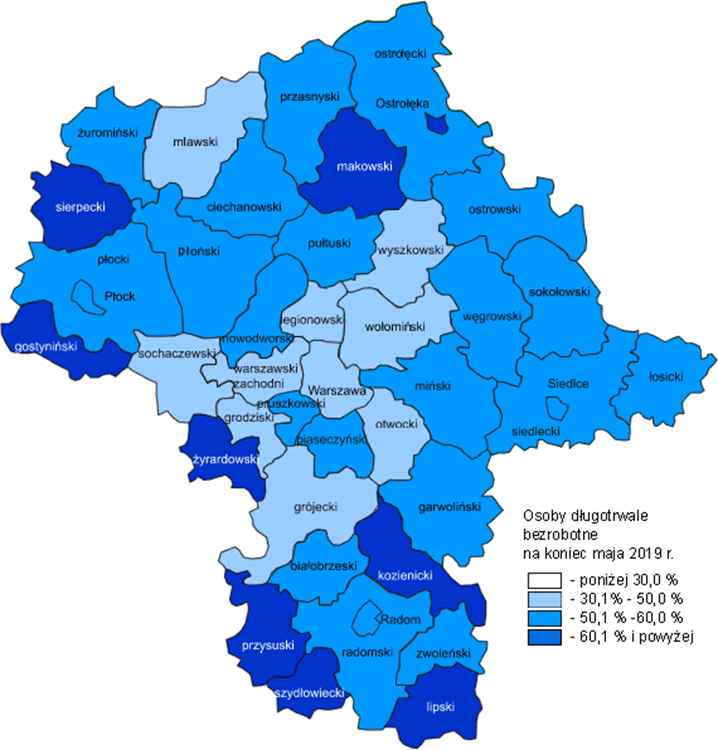 ostrołęcki
przasnyski
Ostrołęka
żuromiński
mławski
makowski
sierpecki
ciechanowski
ostrowski
pułtuski
wyszkowski
płoński
płocki
Płock
sokołowski
węgrowski
legionowski
wołomiński
nowodworski
gostyniński
sochaczewski
warszawski
zachodni
Warszawa
miński
Siedlce
łosicki
siedlecki
pruszkowski
grodziski
otwocki
piaseczyński
żyrardowski
grójecki
garwoliński
białobrzeski
kozienicki
Radom
przysuski
radomski
zwoleński
szydłowiecki
lipski
Osoby długotrwale
bezrobotne
na koniec maja 2019 r.
- poniżej 30,0 %
- 30,1% - 50,0 %
- 50,1 % -60,0 %
- 60,1 % i powyżej